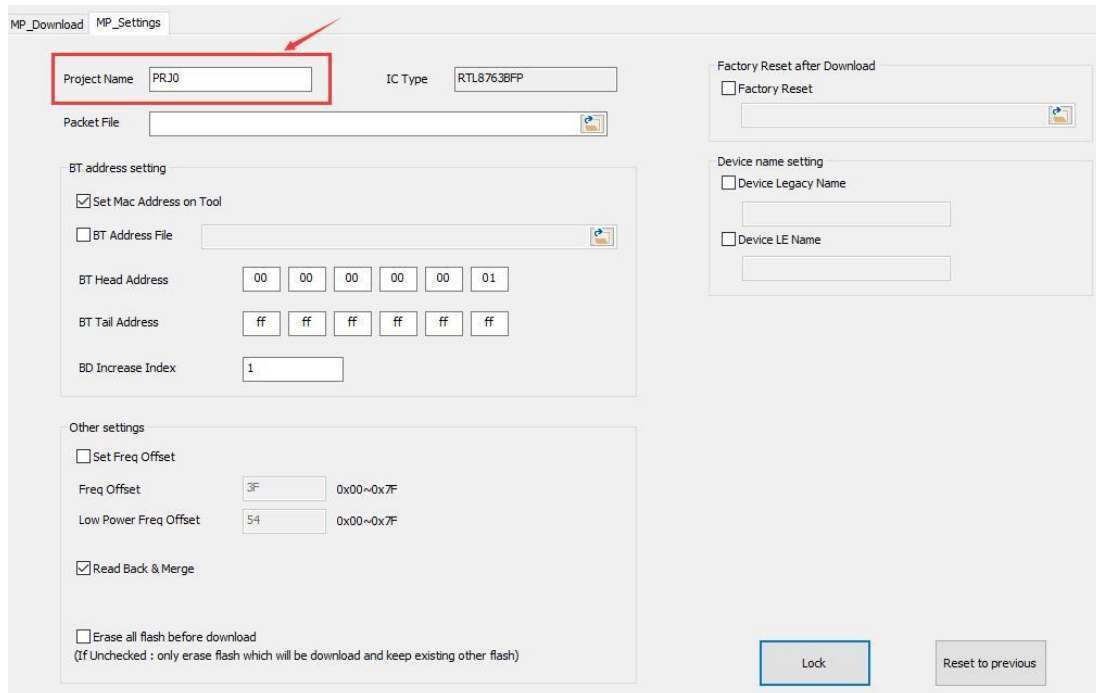 MP_Download MP_Settings
Project Name PRJ0 IC Type RTL8763BFP
Packet File
BT address setting
Set Mac Address on Tool
BT Address File
BT Head Address 00 00 00 00 00 01
BT Tail Address ff ff ff ff ff ff
BD Increase Index 1
Other settings
Set Freq Offset
Freq Offset 3F 0x00~0x7F
Low Power Freq Offset 54 0x00~0x7F
Read Back & Merge
Erase all flash before download
(If Unchecked : only erase flash which will be download and keep existing other flash)
Factory Reset after Download
Factory Reset
Device name setting
Device Legacy Name
Device LE Name
Lock Reset to previous